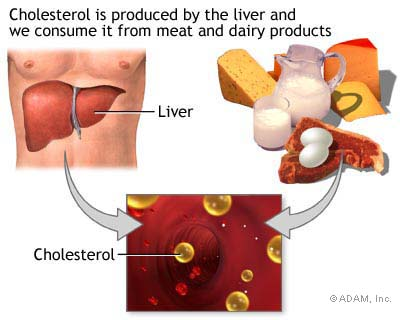 Cholesterol is produced by the liver and
we consume it from meat and dairy products
Liver
Cholesterol
©ADAM, Inc.